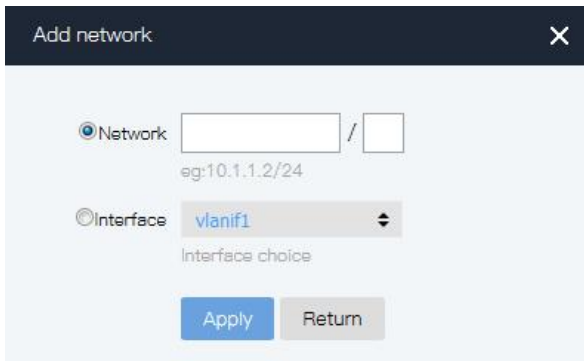 Add network
Network /
eg:10.1.1.2/24
Interface vlanif1
Interface choice
Apply Return